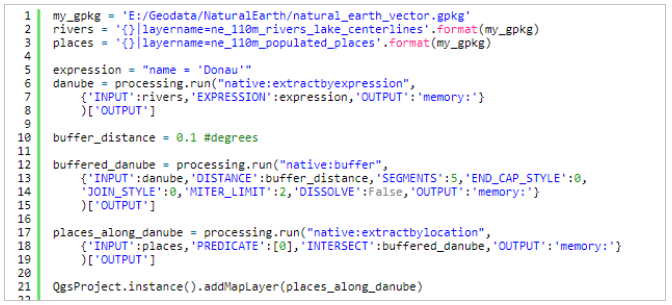 1 my_gpkg = 'E:/Geodata/NaturalEarth/natural_earth_vector.gpkg'
2 rivers = '{}|layername=ne_110m_rivers_lake_centerlines'.format(my_gpkg)
3 places = '{}|layername=ne_110m_populated_places'.format(my_gpkg)
4
5 expression = "name = 'Donau'"
6 danube = processing.run("native:extractbyexpression",
7 {'INPUT':rivers,'EXPRESSION':expression,'OUTPUT':'memory:'}
8 )['OUTPUT']
9
10 buffer_distance = 0.1 #degrees
11
12 buffered_danube = processing.run("native:buffer",
13 {'INPUT':danube,'DISTANCE':buffer_distance,'SEGMENTS':5,'END_CAP_STYLE':0,
14 'JOIN_STYLE':0,'MITER_LIMIT':2,'DISSOLVE':False,'OUTPUT':'memory:'}
15 )['OUTPUT']
16
17 places_along_danube = processing.run("native:extractbylocation",
18 {'INPUT':places,'PREDICATE':[0],'INTERSECT':buffered_danube,'OUTPUT':'memory:'}
19 )['OUTPUT']
20
21 QgsProject.instance().addMapLayer(places_along_danube)
22